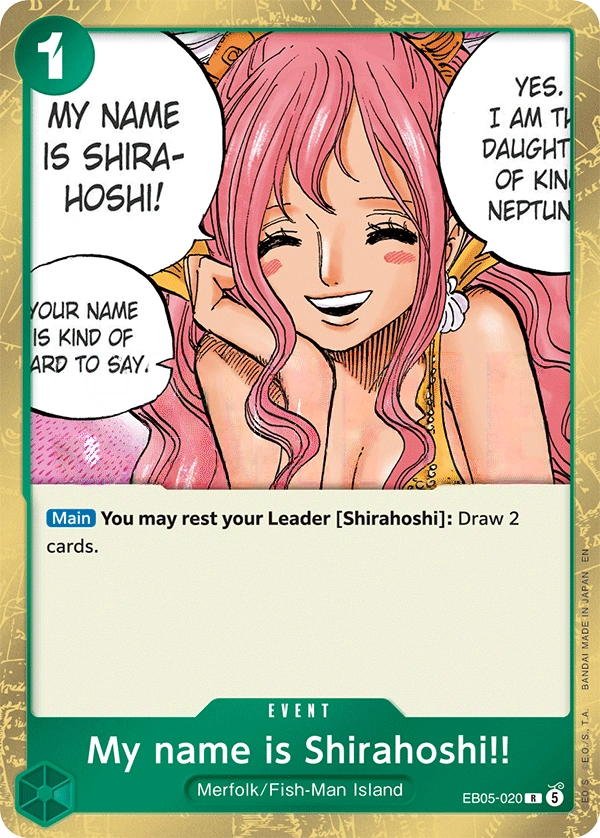 1
MY NAME
IS SHIRA-
HOSHI!
YES.
I AM TH
DAUGHT
OF KIN
NEPTUN
YOUR NAME
IS KIND OF
ARD TO SAY.
Main You may rest your Leader [Shirahoshi]: Draw 2
cards.
EVENT
My name is Shirahoshi!!
Merfolk/Fish-Man Island
EB05-020 R 5
©E.O./S., T.A. BANDAI MADE IN JAPAN EN